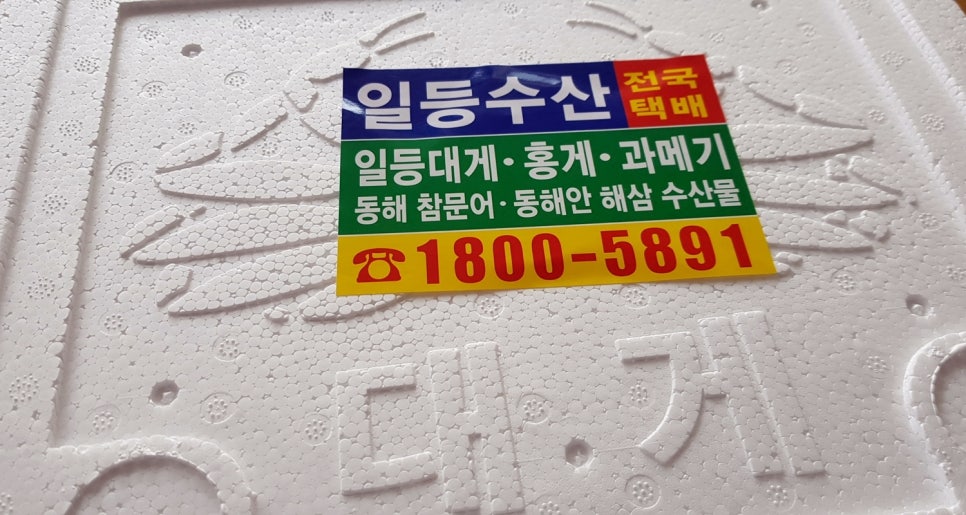 일등수산
전국
택배
일등대게·홍게·과메기
동해 참문어·동해안 해삼 수산물
☎1800-5891
대게